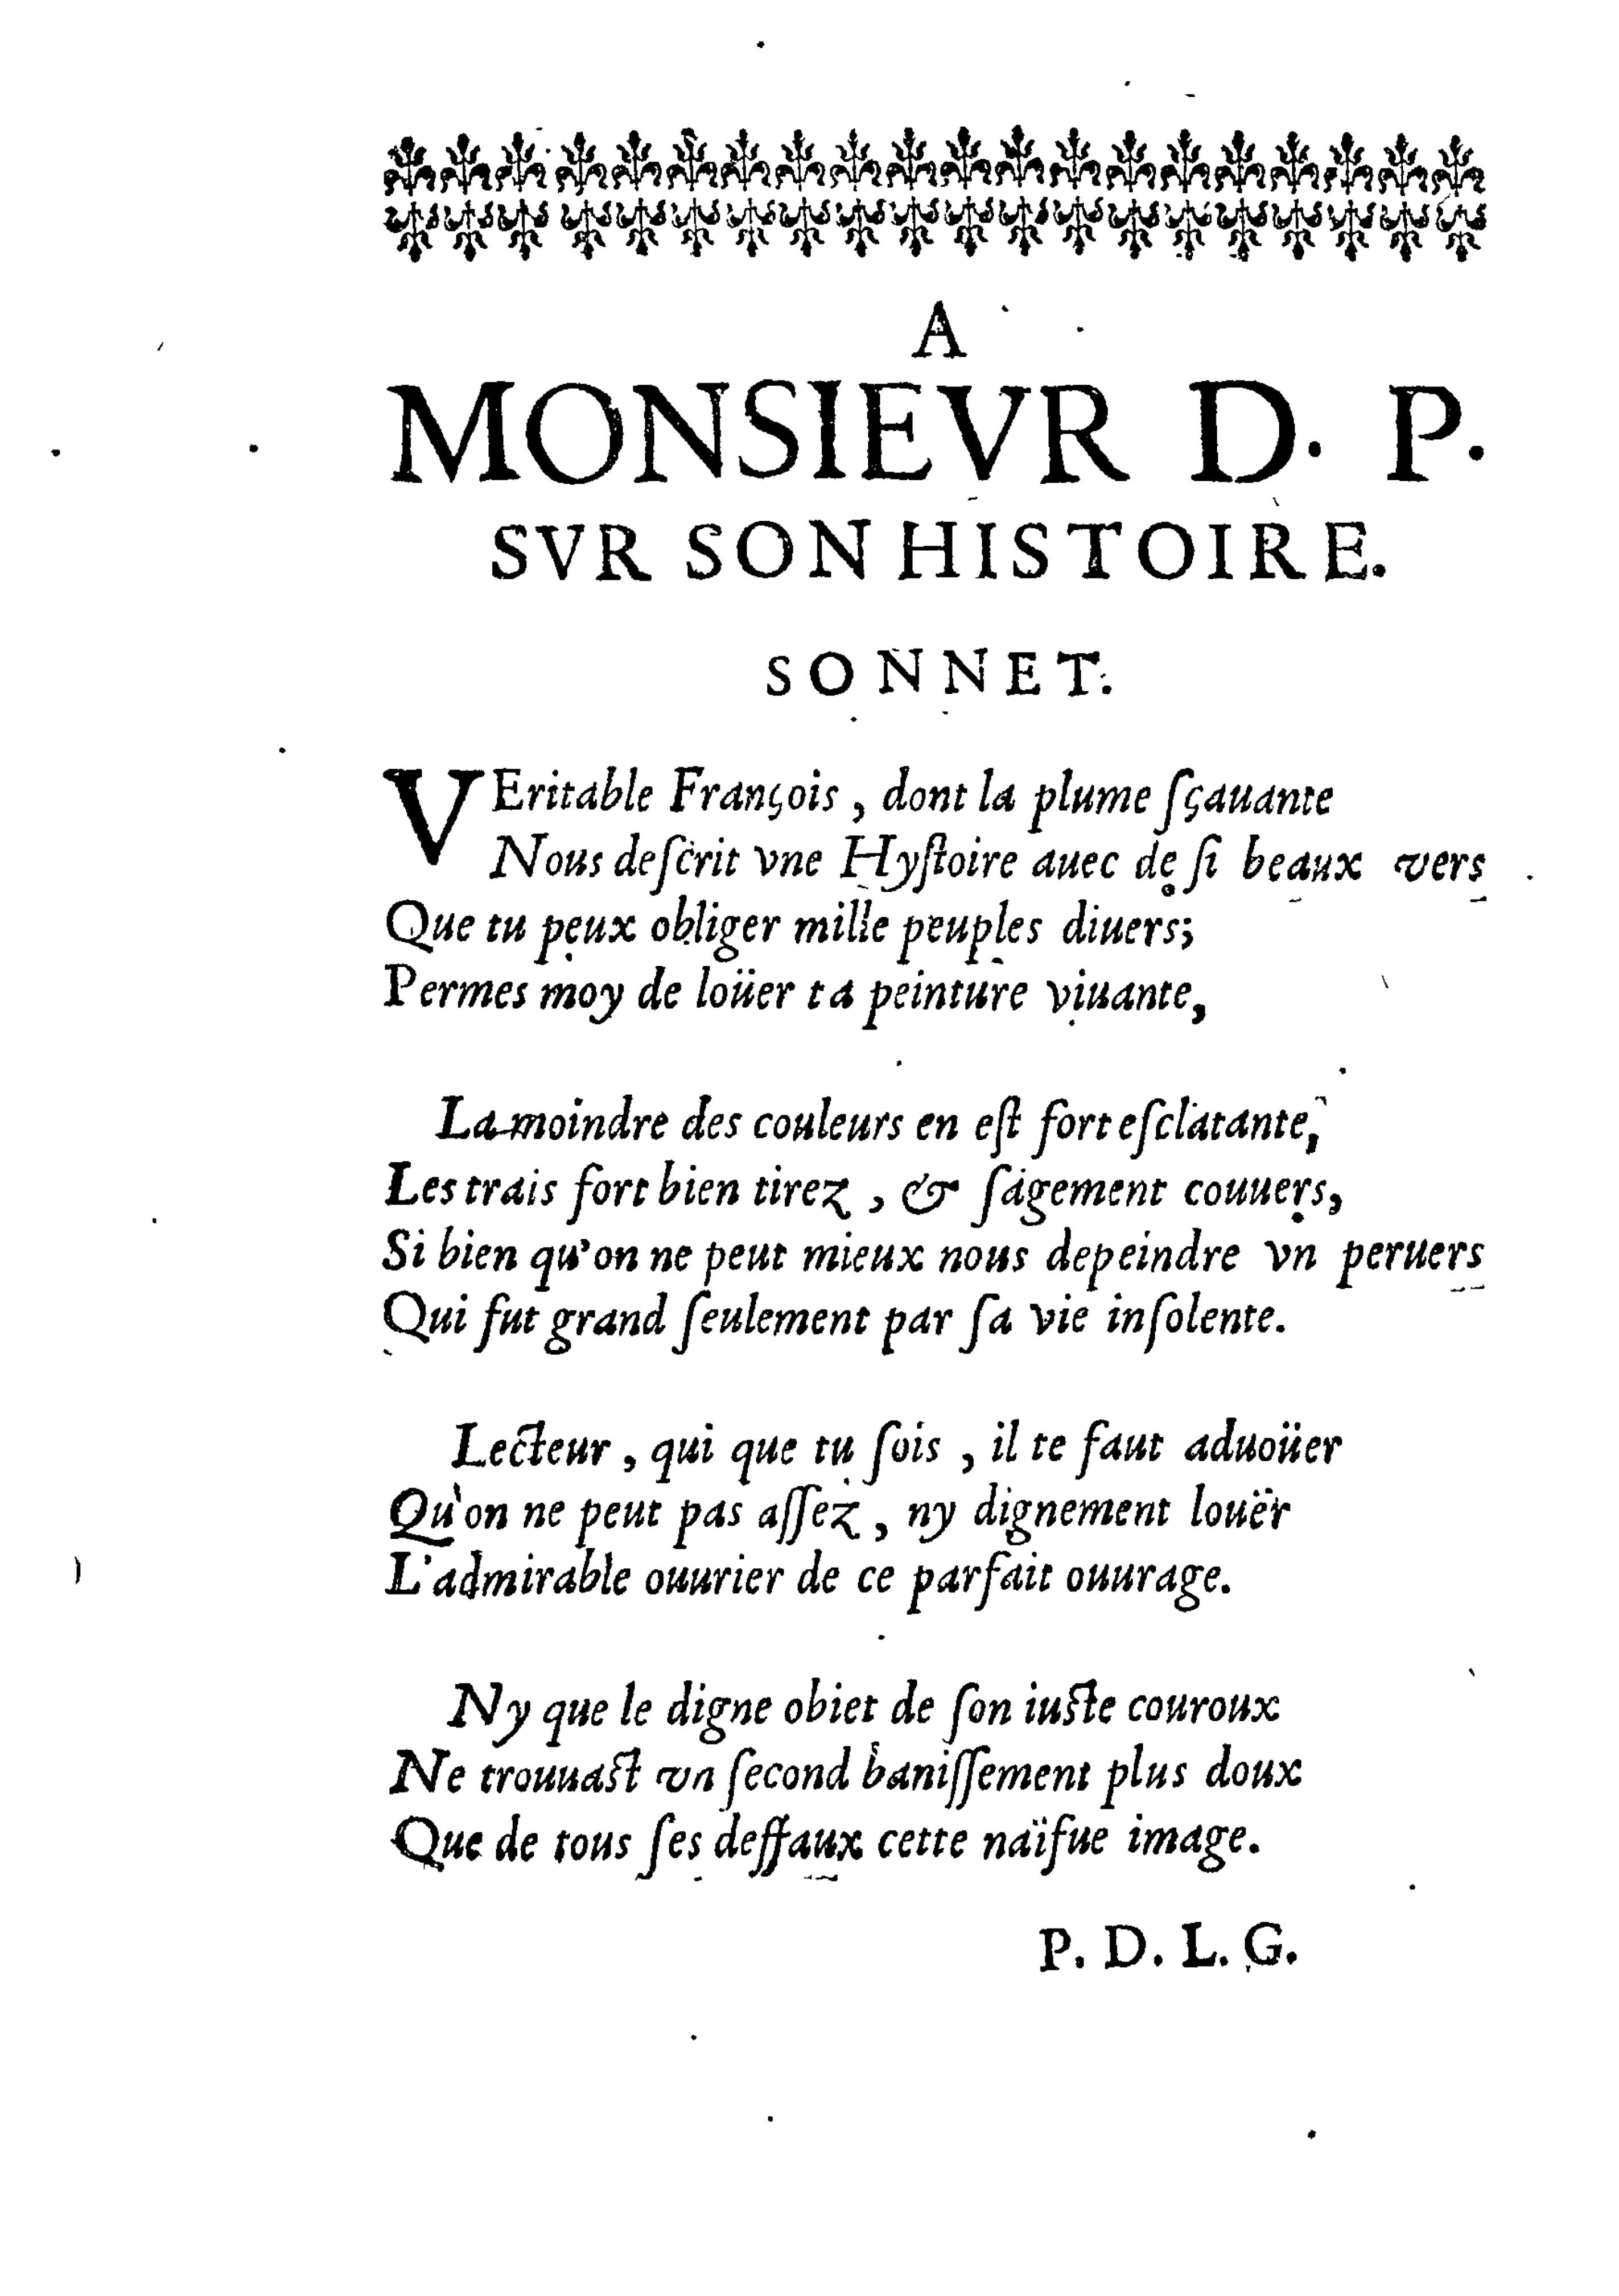 A
MONSIEVR D. P.
SVR SON HISTOIRE.
SONNET.
VEritable François, dont la plume ſçauante
Nous deſcrit vne Hyſtoire auec de ſi beaux vers
Que tu peux obliger mille peuples diuers;
Permes moy de loüer ta peinture viuante,
La moindre des couleurs en eſt fort eſclatante,
Les trais fort bien tirez, & ſagement couuers,
Si bien qu'on ne peut mieux nous depeindre vn peruers
Qui fut grand ſeulement par ſa vie inſolente.
Lecteur, qui que tu ſois, il te faut aduoüer
Qu'on ne peut pas aſſez, ny dignement louër
L'admirable ouurier de ce parfait ouurage.
Ny que le digne obiet de ſon iuſte couroux
Ne trouuaſt vn ſecond baniſſement plus doux
Que de tous ſes deffaux cette naïfue image.
P. D. L. G.